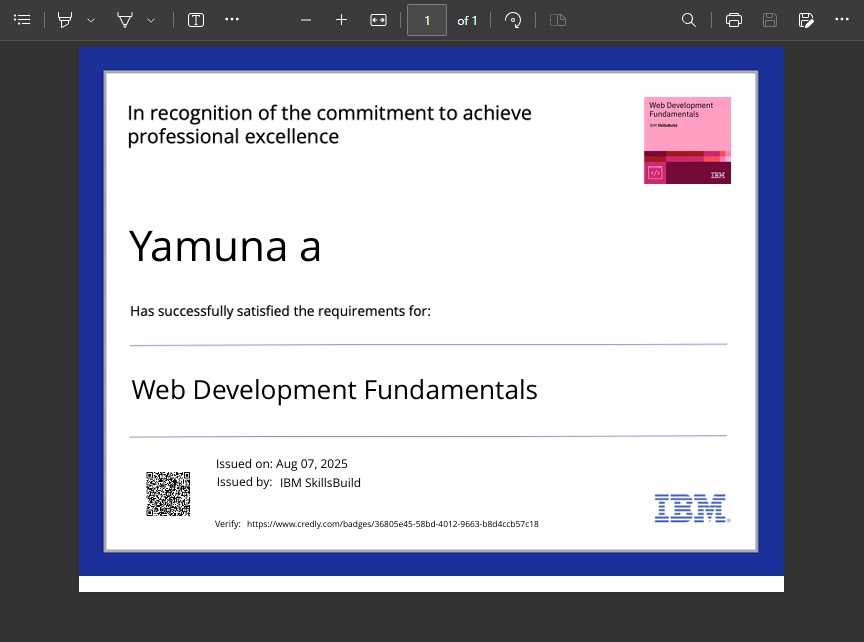 1 of 1
In recognition of the commitment to achieve
professional excellence
Web Development
Fundamentals
IBM SkillsBuild
IBM
Yamuna a
Has successfully satisfied the requirements for:
Web Development Fundamentals
Issued on: Aug 07, 2025
Issued by: IBM SkillsBuild
Verify: https://www.credly.com/badges/36805e45-58bd-4012-9663-b8d4ccb57c18
IBM®